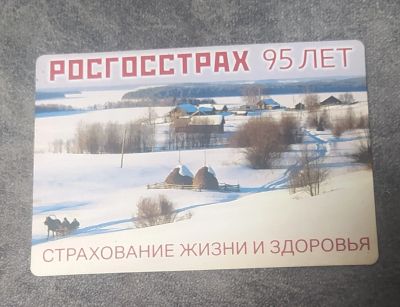 РОСГОССТРАХ 95 ЛЕТ
СТРАХОВАНИЕ ЖИЗНИ И ЗДОРОВЬЯ